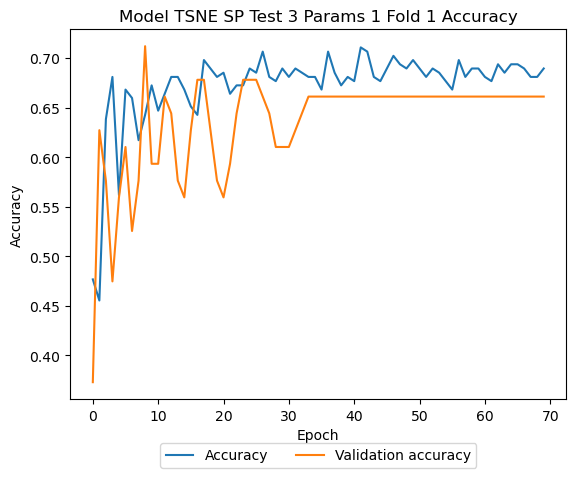 Model TSNE SP Test 3 Params 1 Fold 1 Accuracy
0.70
0.65
0.60
0.55
0.50
0.45
0.40
Accuracy
0 10 20 30 40 50 60 70
Epoch
Accuracy Validation accuracy